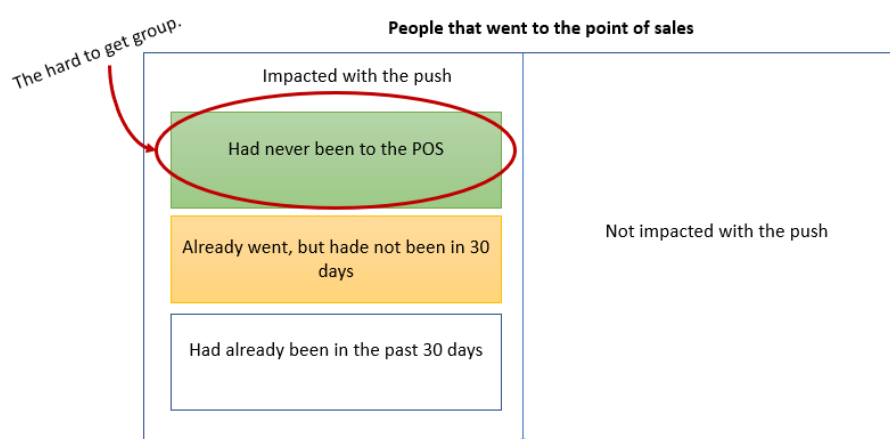 People that went to the point of sales
The hard to get group.
Impacted with the push
Had never been to the POS
Already went, but hade not been in 30
days
Had already been in the past 30 days
Not impacted with the push